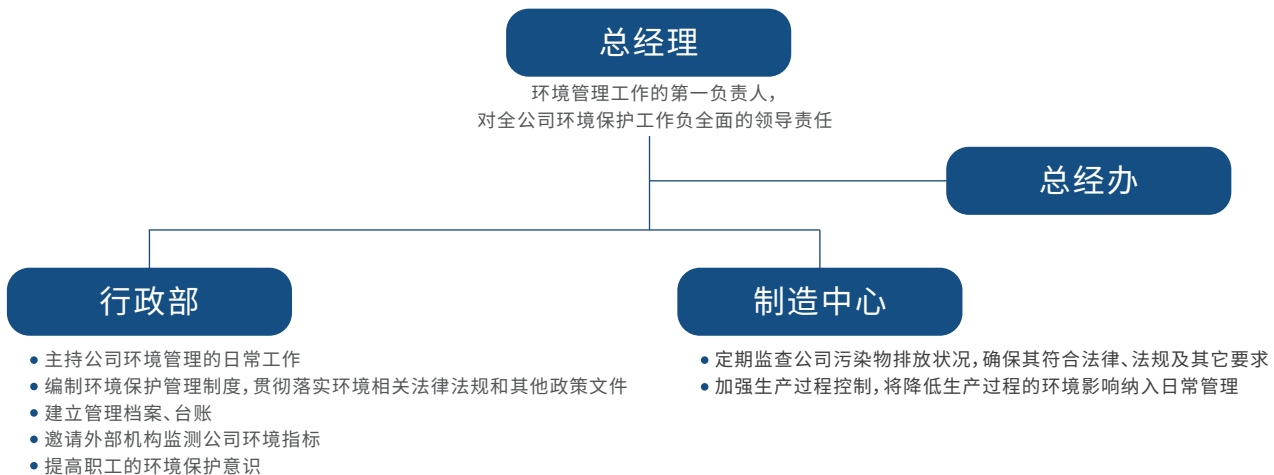 总经理
环境管理工作的第一负责人，
对全公司环境保护工作负全面的领导责任
总经办
行政部
• 主持公司环境管理的日常工作
• 编制环境保护管理制度，贯彻落实环境相关法律法规和其他政策文件
• 建立管理档案、台账
• 邀请外部机构监测公司环境指标
• 提高职工的环境保护意识
制造中心
• 定期监查公司污染物排放状况，确保其符合法律、法规及其它要求
• 加强生产过程控制，将降低生产过程的环境影响纳入日常管理